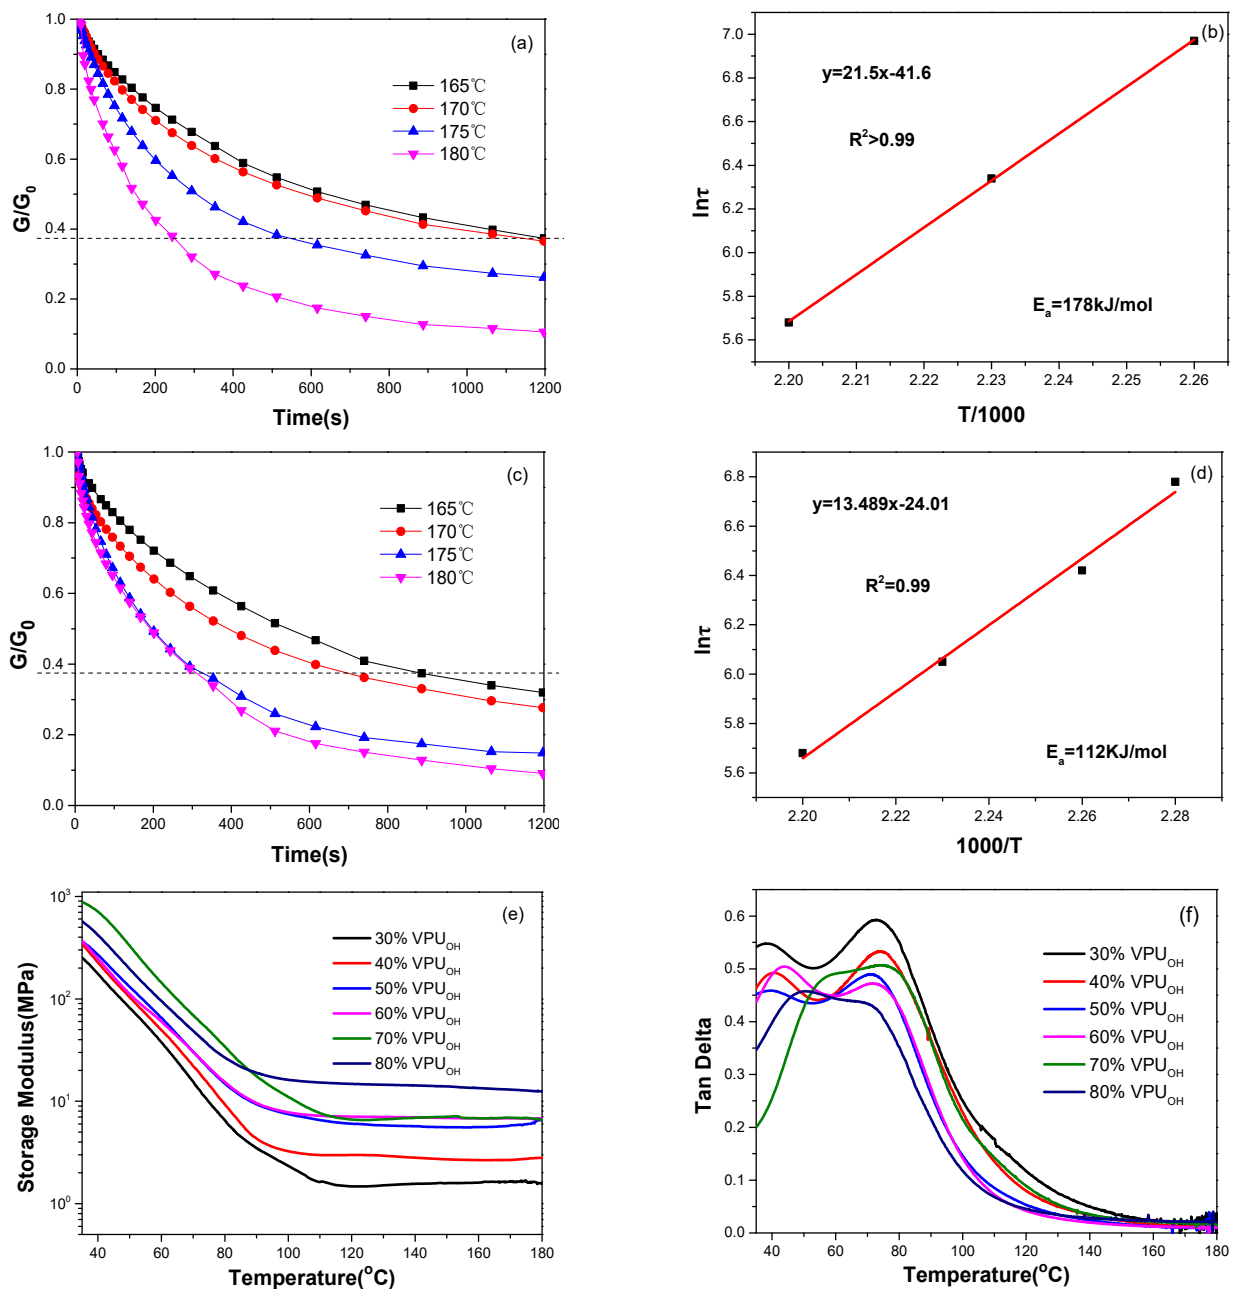 (a)
1.0
0.8
0.6
0.4
0.2
0.0
G/G0
165℃
170℃
175℃
180℃
0
200
400
600
800
1000
1200
Time(s)
(b)
7.0
6.8
6.6
6.4
6.2
6.0
5.8
5.6
lnτ
y=21.5x-41.6
R2>0.99
Ea=178kJ/mol
2.20
2.21
2.22
2.23
2.24
2.25
2.26
T/1000
(c)
1.0
0.8
0.6
0.4
0.2
0.0
G/G0
165℃
170℃
175℃
180℃
0
200
400
600
800
1000
1200
Time(s)
(d)
6.8
6.6
6.4
6.2
6.0
5.8
5.6
lnτ
y=13.489x-24.01
R2=0.99
Ea=112KJ/mol
2.20
2.22
2.24
2.26
2.28
1000/T
(e)
103
102
101
100
Storage Modulus(MPa)
30% VPUOH
40% VPUOH
50% VPUOH
60% VPUOH
70% VPUOH
80% VPUOH
40
60
80
100
120
140
160
180
Temperature(oC)
(f)
0.6
0.5
0.4
0.3
0.2
0.1
0.0
Tan Delta
30% VPUOH
40% VPUOH
50% VPUOH
60% VPUOH
70% VPUOH
80% VPUOH
40
60
80
100
120
140
160
180
Temperature(oC)